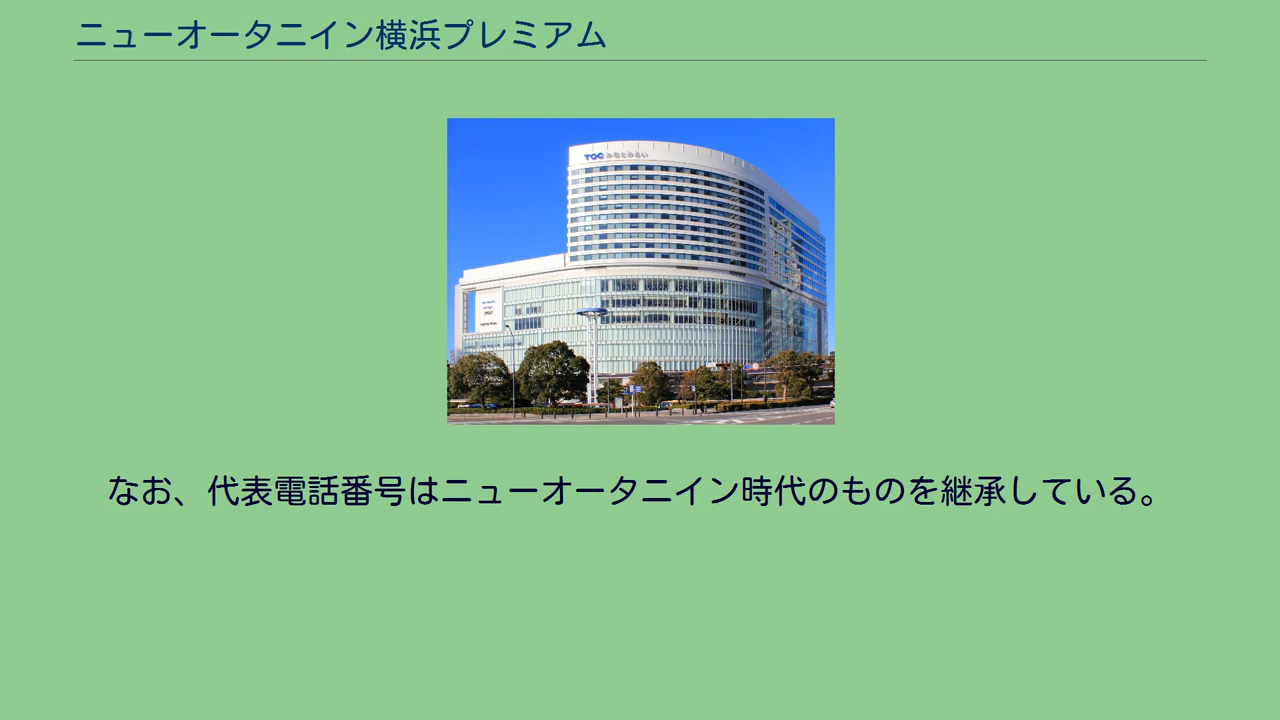 ニューオータニイン横浜プレミアム
TOC みなとみらい
なお、代表電話番号はニューオータニイン時代のものを継承している。